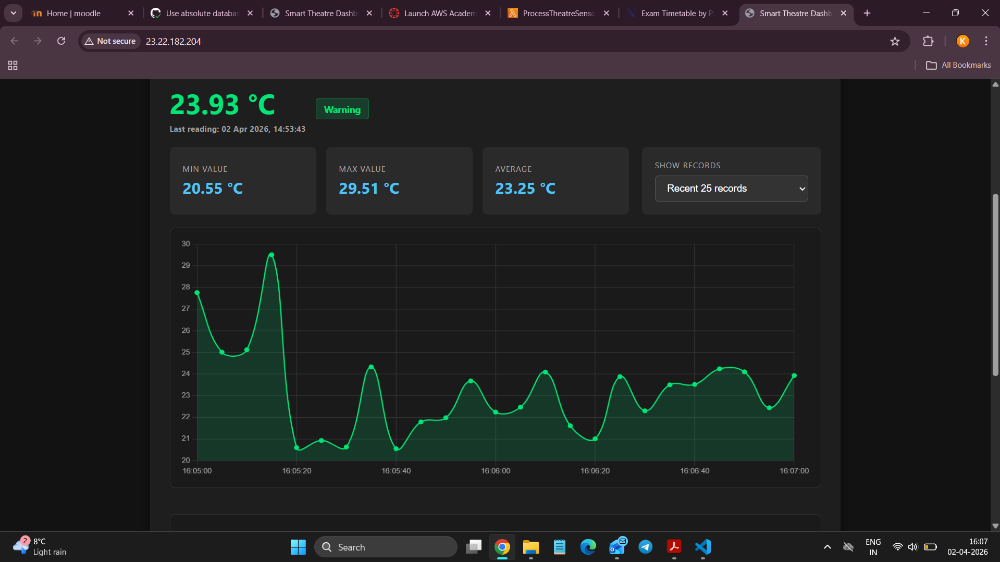 Home | moodle
Use absolute databas
Smart Theatre Dashb
Launch AWS Academ
ProcessTheatreSenso
Exam Timetable by P
Smart Theatre Dashb
Not secure
23.22.182.204
K
All Bookmarks
23.93 °C
Warning
Last reading: 02 Apr 2026, 14:53:43
MIN VALUE
20.55 °C
MAX VALUE
29.51 °C
AVERAGE
23.25 °C
SHOW RECORDS
Recent 25 records
30
29
28
27
26
25
24
23
22
21
20
16:05:00
16:05:20
16:05:40
16:06:00
16:06:20
16:06:40
16:07:00
2
8°C
Light rain
Search
ENG
IN
16:07
02-04-2026